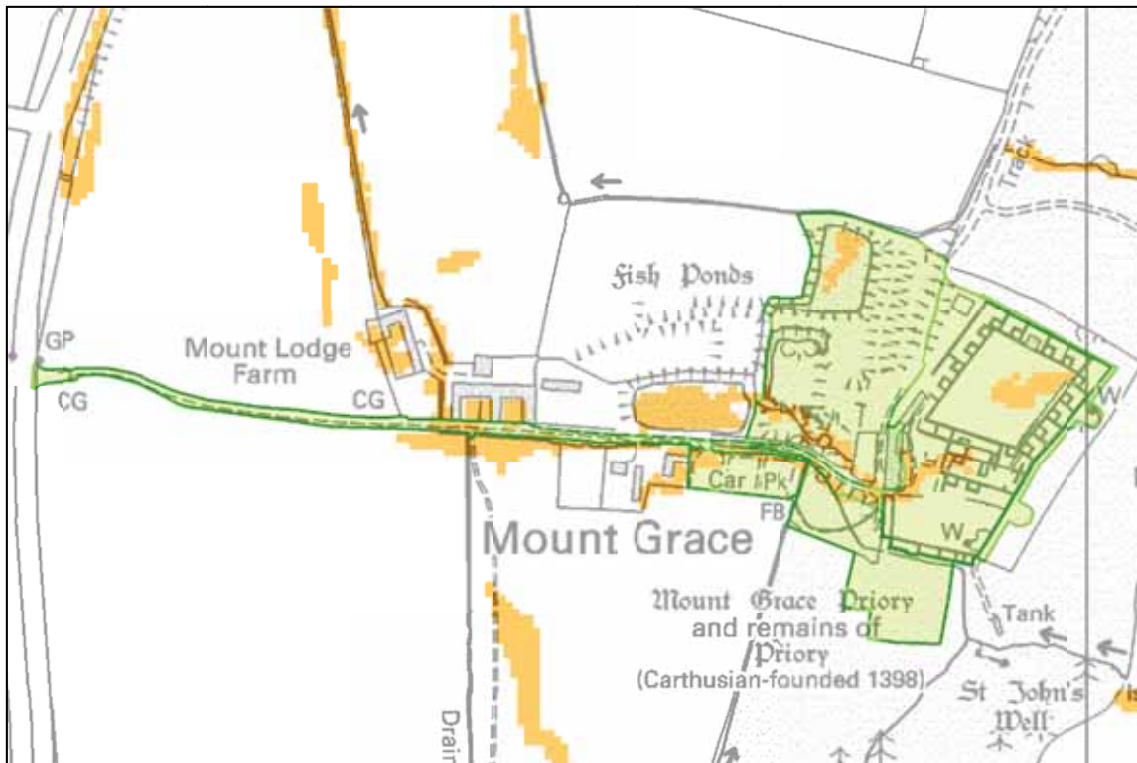 Track
Fish Ponds
GP
Mount Lodge
Farm
CG
CG
W
Car Pk
FB
W
Mount Grace
Mount Grace Priory
and remains of
Priory
(Carthusian-founded 1398)
Tank
St John's
Well
Drain